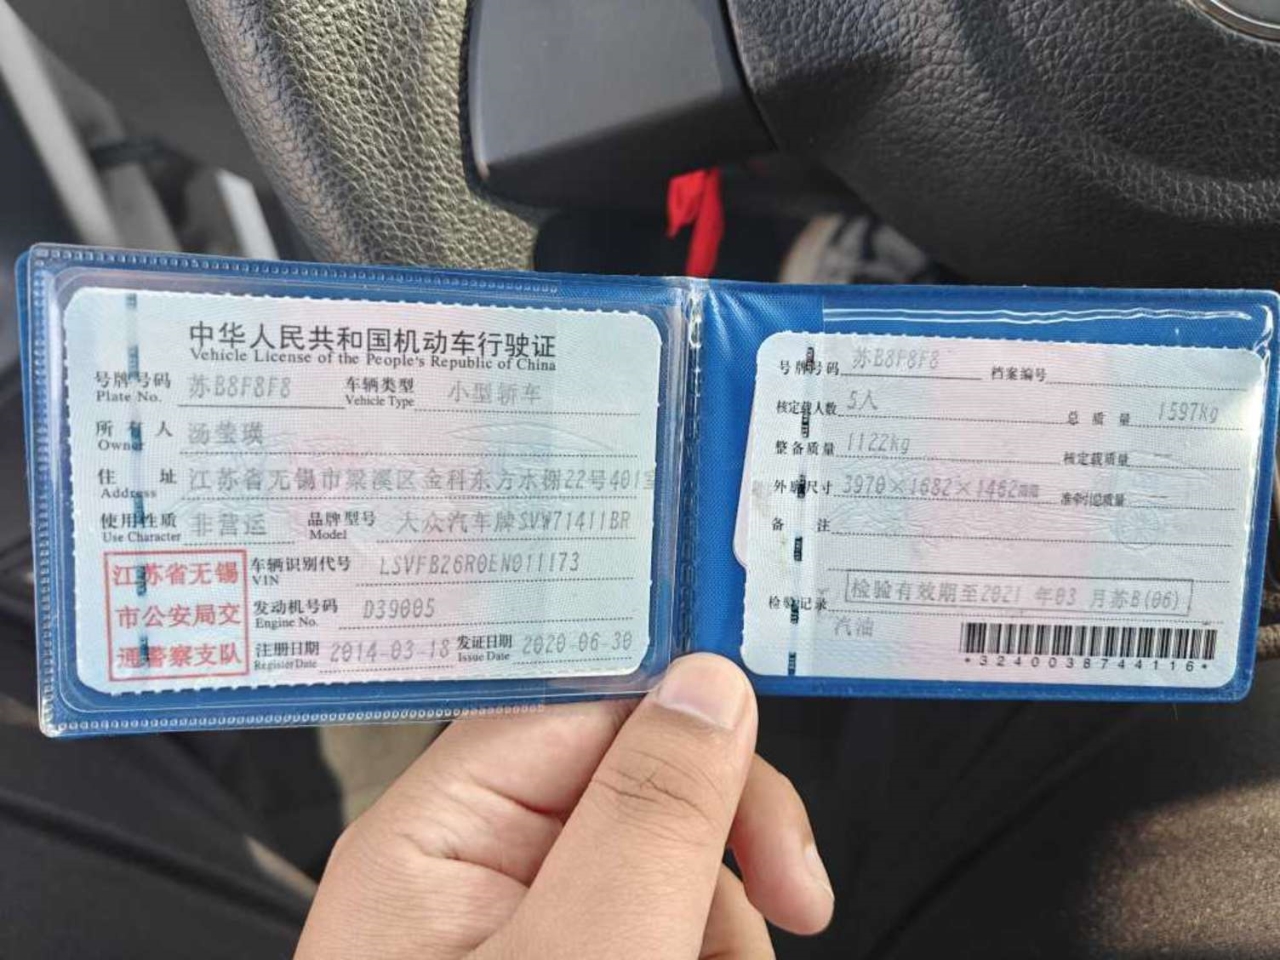 中华人民共和国机动车行驶证
Vehicle License of the People's Republic of China
号牌号码 苏B8F8F8 车辆类型 小型轿车
Plate No. Vehicle Type
所有人 汤莹瑛
Owner
住址 江苏省无锡市梁溪区金科东方水榭22号401室
Address
使用性质 非营运 品牌型号 大众汽车牌SVW71411BR
Use Character Model
江苏省无锡
市公安局交
通警察支队
车辆识别代号 LSVFB26R0EN011173
VIN
发动机号码 D39005
Engine No.
注册日期 2014-03-18 发证日期 2020-06-30
Register Date Issue Date
号牌号码 苏B8F8F8 档案编号
核定载人数 5人 总质量 1597kg
整备质量 1122kg 核定载质量 --
外廓尺寸 3970×1682×1462mm 准牵引总质量 --
备注
检验记录 检验有效期至2021年03月苏B(06)
汽油
*3240038744116*